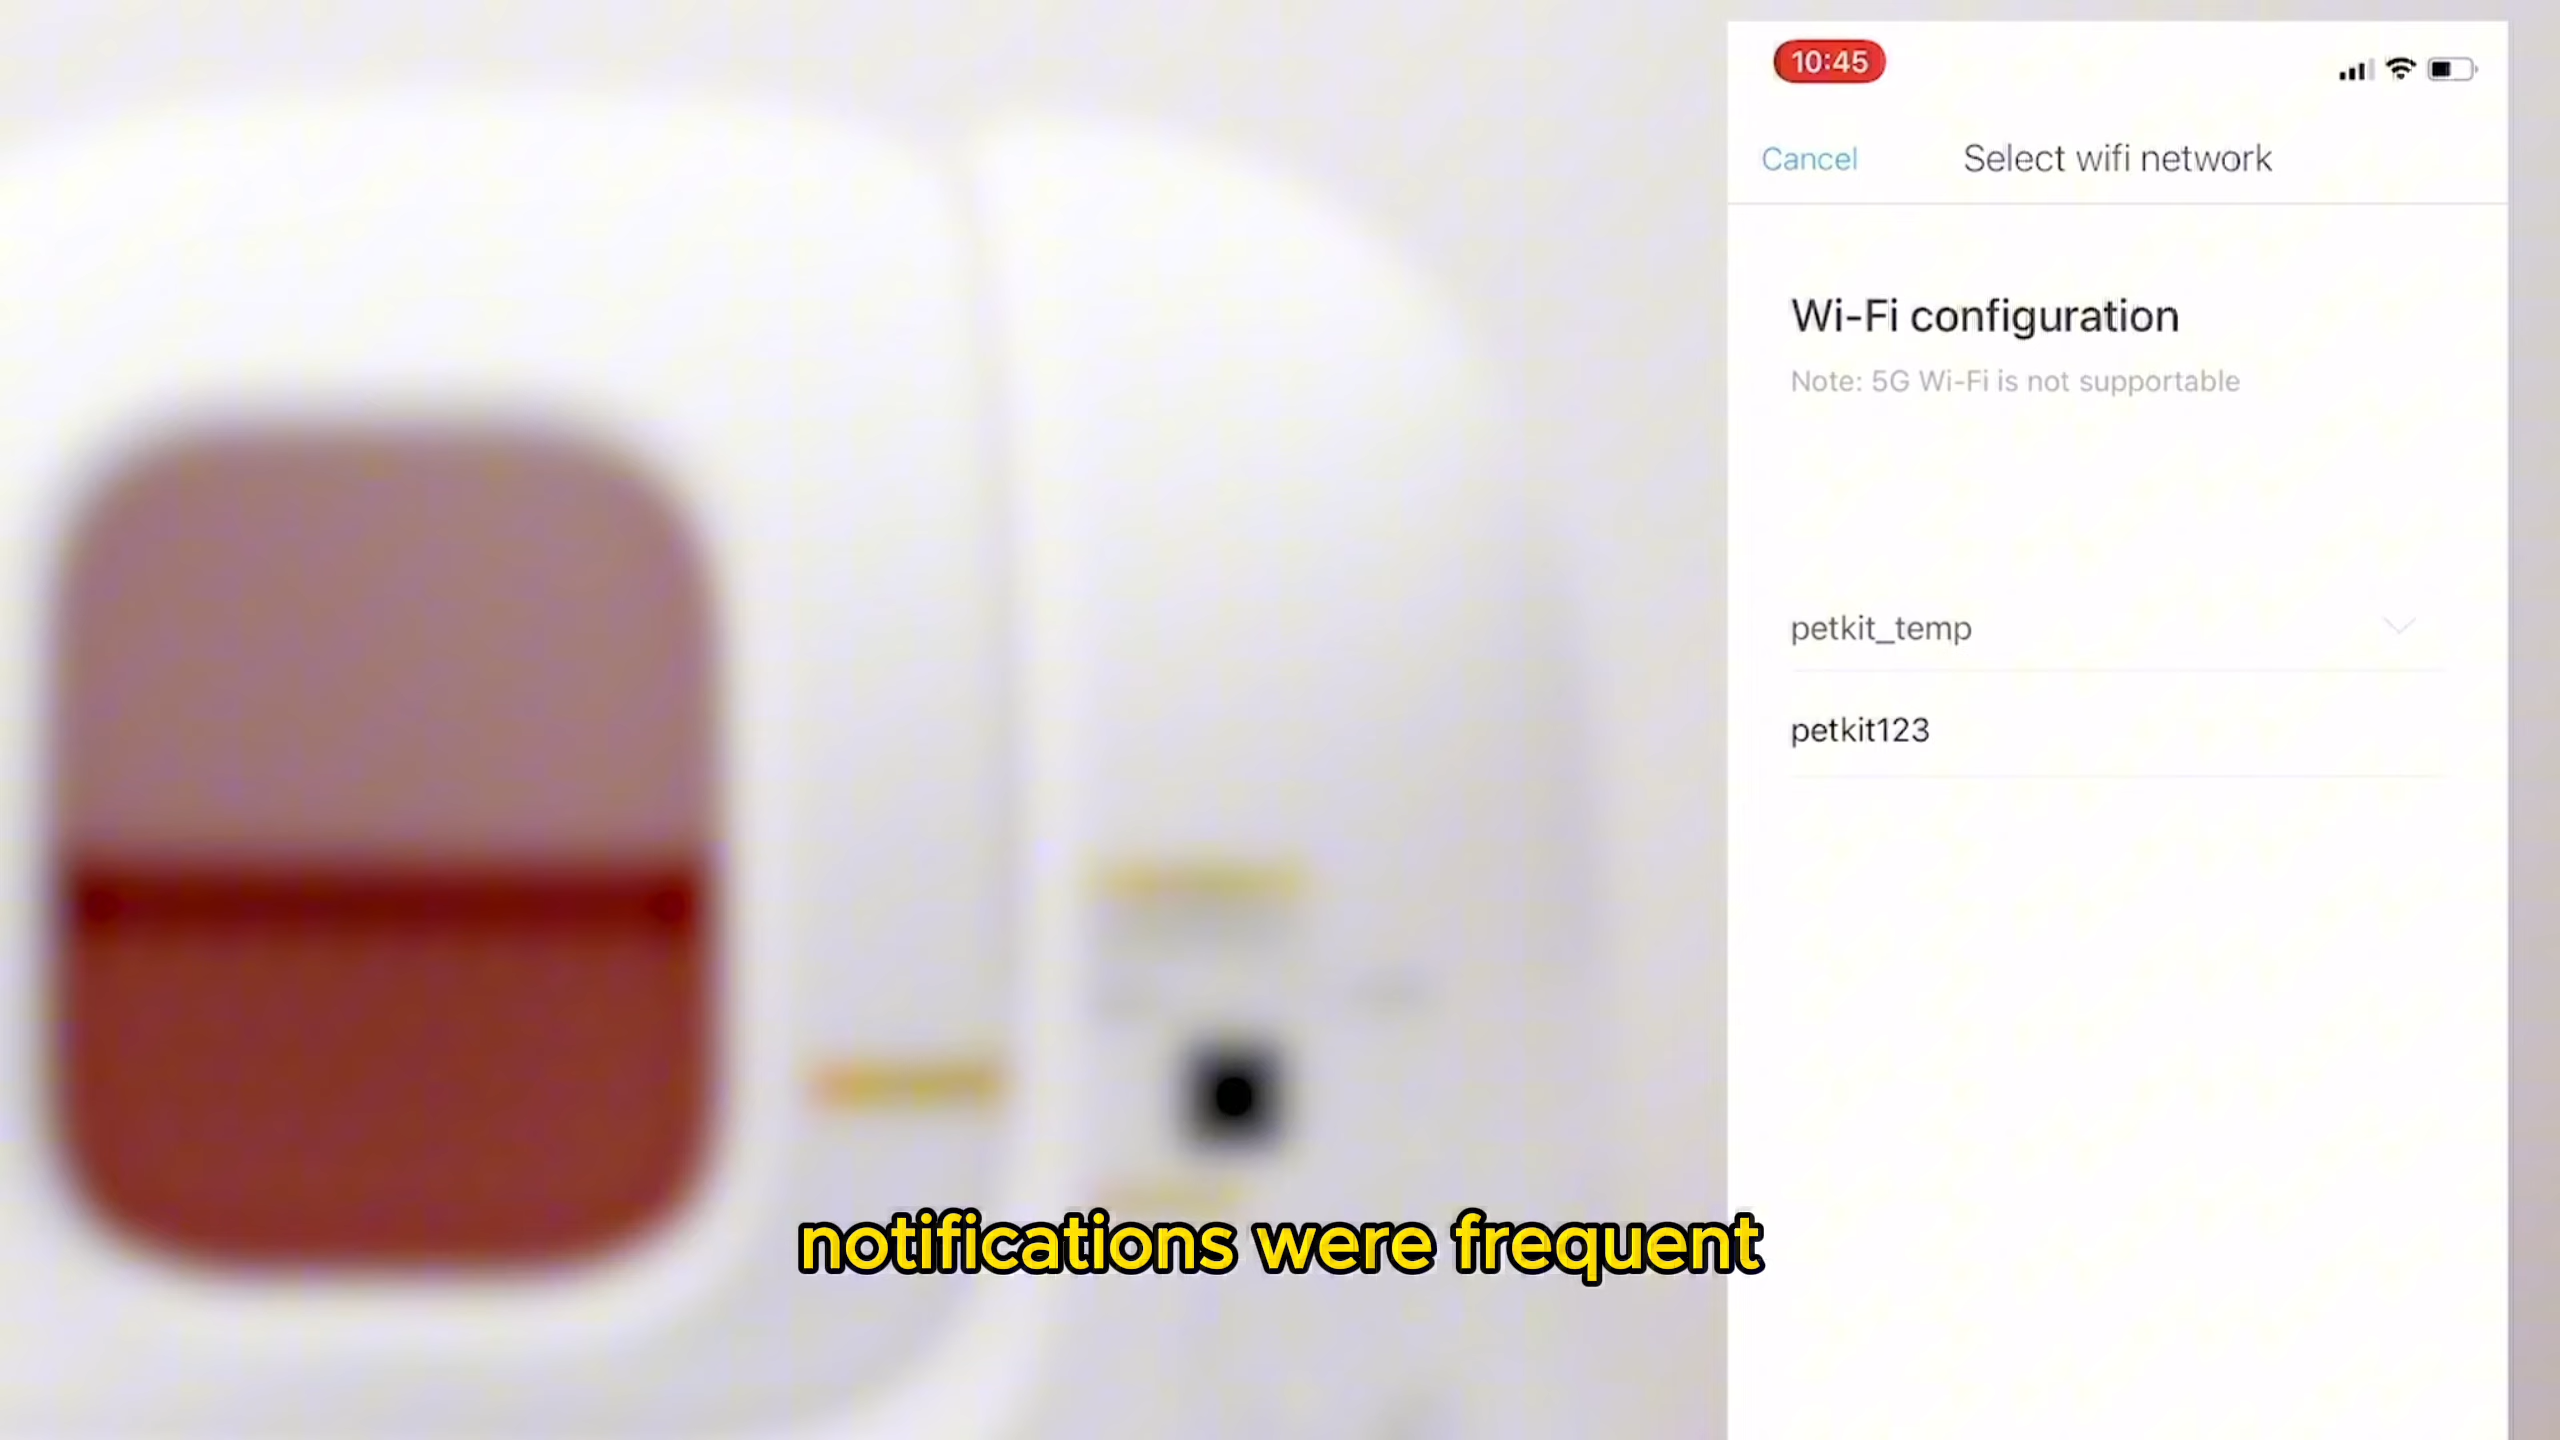 10:45
Cancel
Select wifi network
Wi-Fi configuration
Note: 5G Wi-Fi is not supportable
petkit_temp
petkit123
notifications were frequent